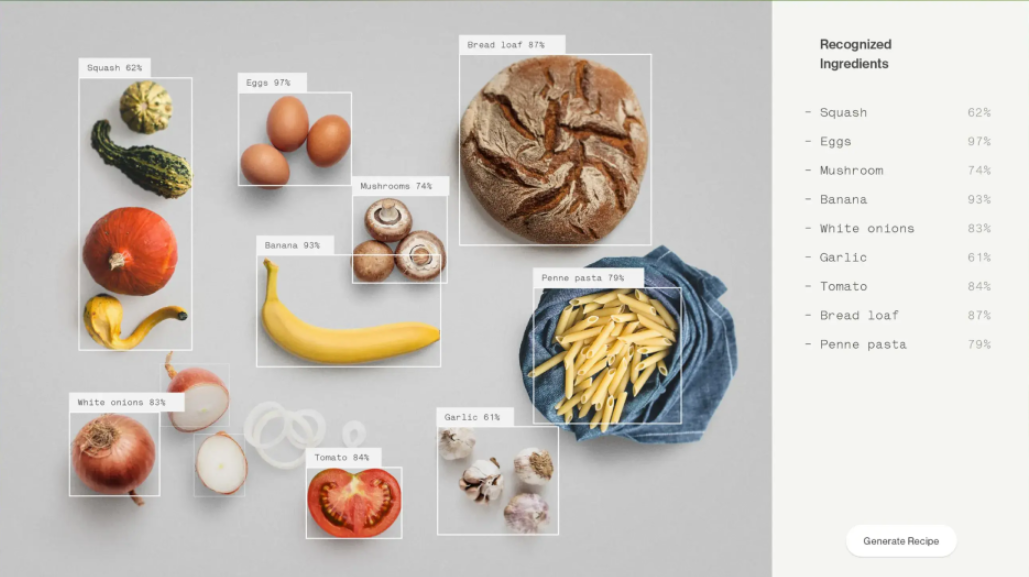 Squash 62%
Eggs 97%
Bread loaf 87%
Mushrooms 74%
Banana 93%
Penne pasta 79%
White onions 83%
Garlic 61%
Tomato 84%
Recognized
Ingredients
– Squash 62%
– Eggs 97%
– Mushroom 74%
– Banana 93%
– White onions 83%
– Garlic 61%
– Tomato 84%
– Bread loaf 87%
– Penne pasta 79%
Generate Recipe